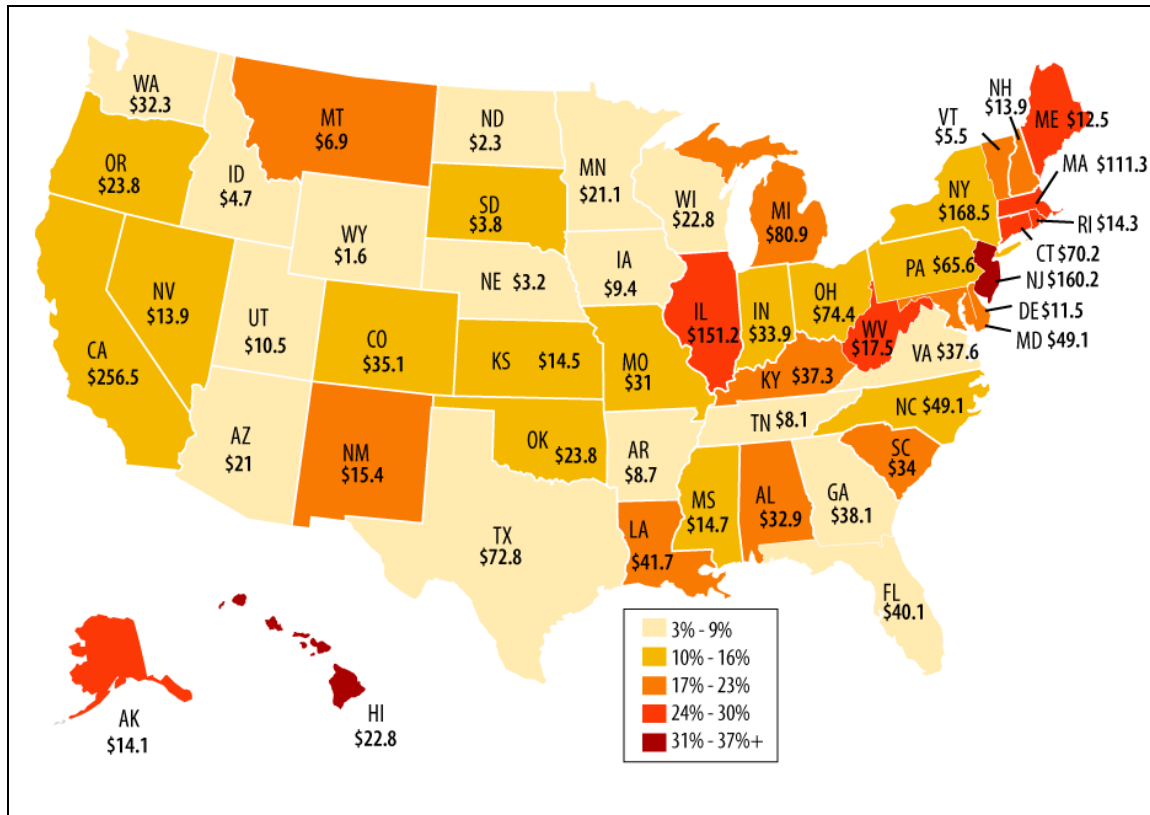 WA
$32.3
OR
$23.8
CA
$256.5
NV
$13.9
ID
$4.7
MT
$6.9
WY
$1.6
UT
$10.5
AZ
$21
CO
$35.1
NM
$15.4
ND
$2.3
SD
$3.8
NE $3.2
KS $14.5
OK $23.8
TX
$72.8
MN
$21.1
IA
$9.4
MO
$31
AR
$8.7
LA
$41.7
WI
$22.8
IL
$151.2
MI
$80.9
IN
$33.9
OH
$74.4
KY $37.3
TN $8.1
MS
$14.7
AL
$32.9
GA
$38.1
FL
$40.1
SC
$34
NC $49.1
VA $37.6
WV
$17.5
PA $65.6
NY
$168.5
VT
$5.5
NH
$13.9
ME $12.5
MA $111.3
RI $14.3
CT $70.2
NJ $160.2
DE $11.5
MD $49.1
AK
$14.1
HI
$22.8
3% - 9%
10% - 16%
17% - 23%
24% - 30%
31% - 37%+